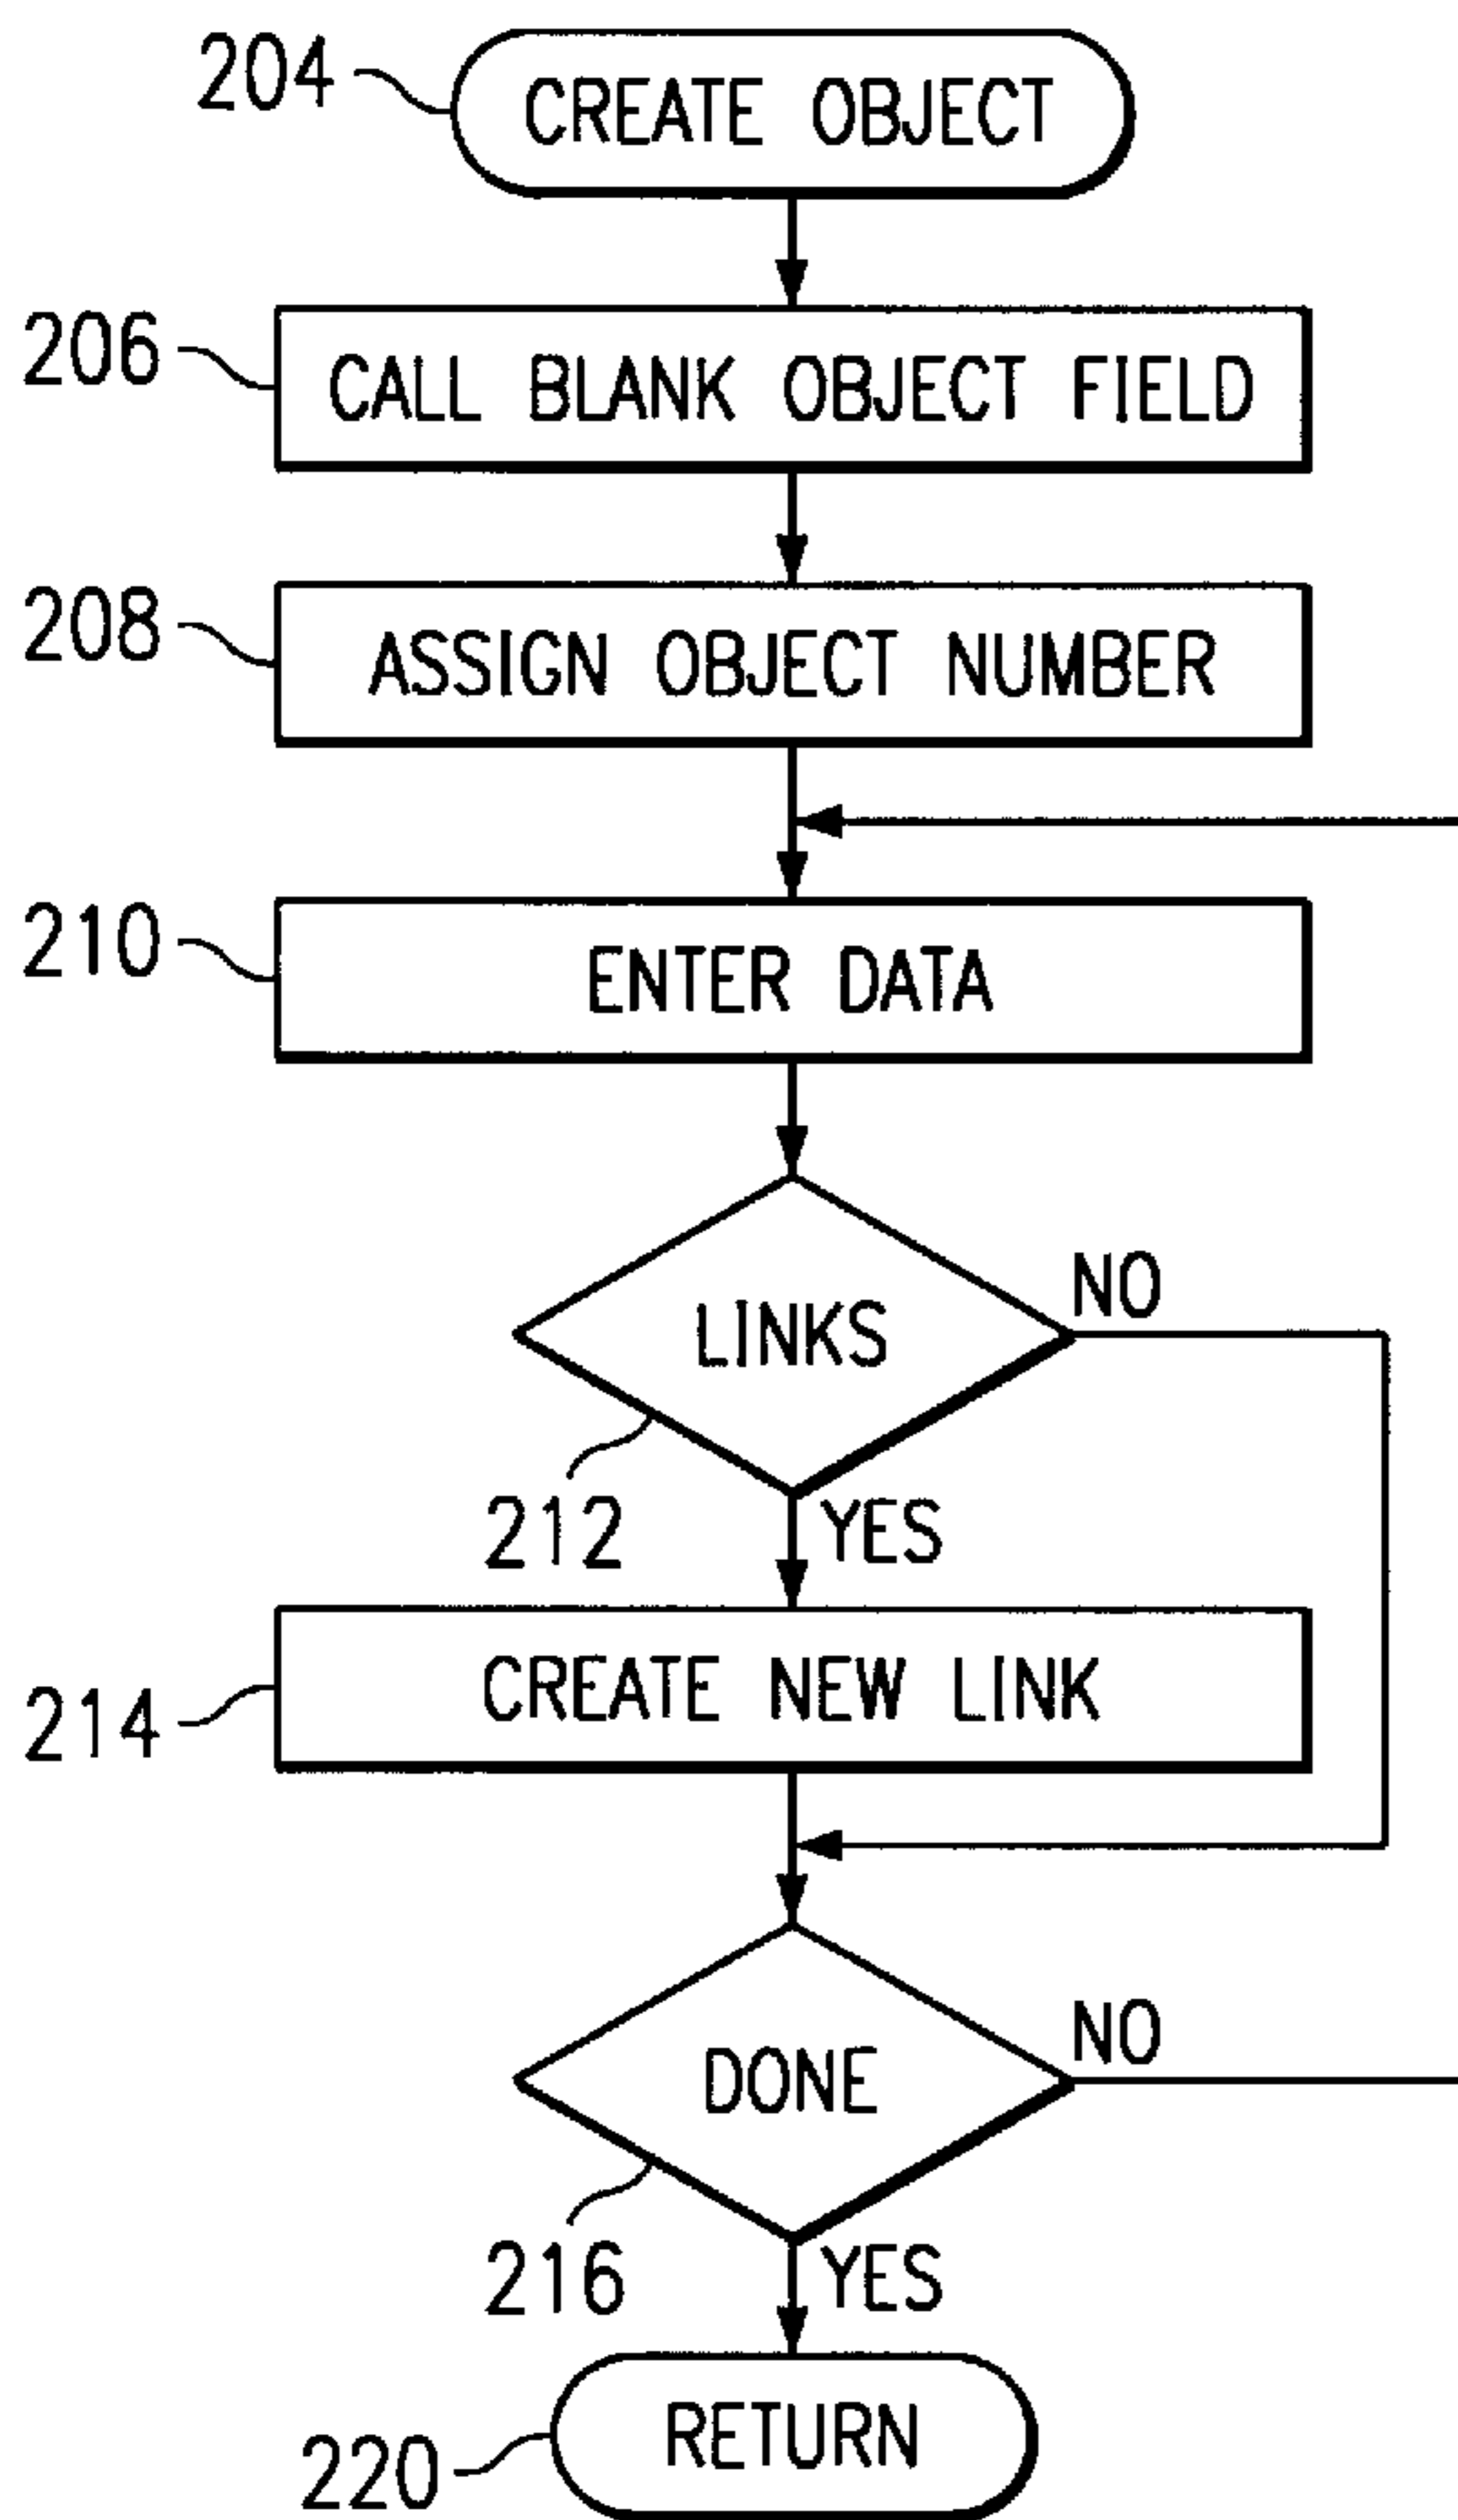 204
CREATE OBJECT
206
CALL BLANK OBJECT FIELD
208
ASSIGN OBJECT NUMBER
210
ENTER DATA
LINKS
NO
212
YES
214
CREATE NEW LINK
DONE
NO
216
YES
220
RETURN